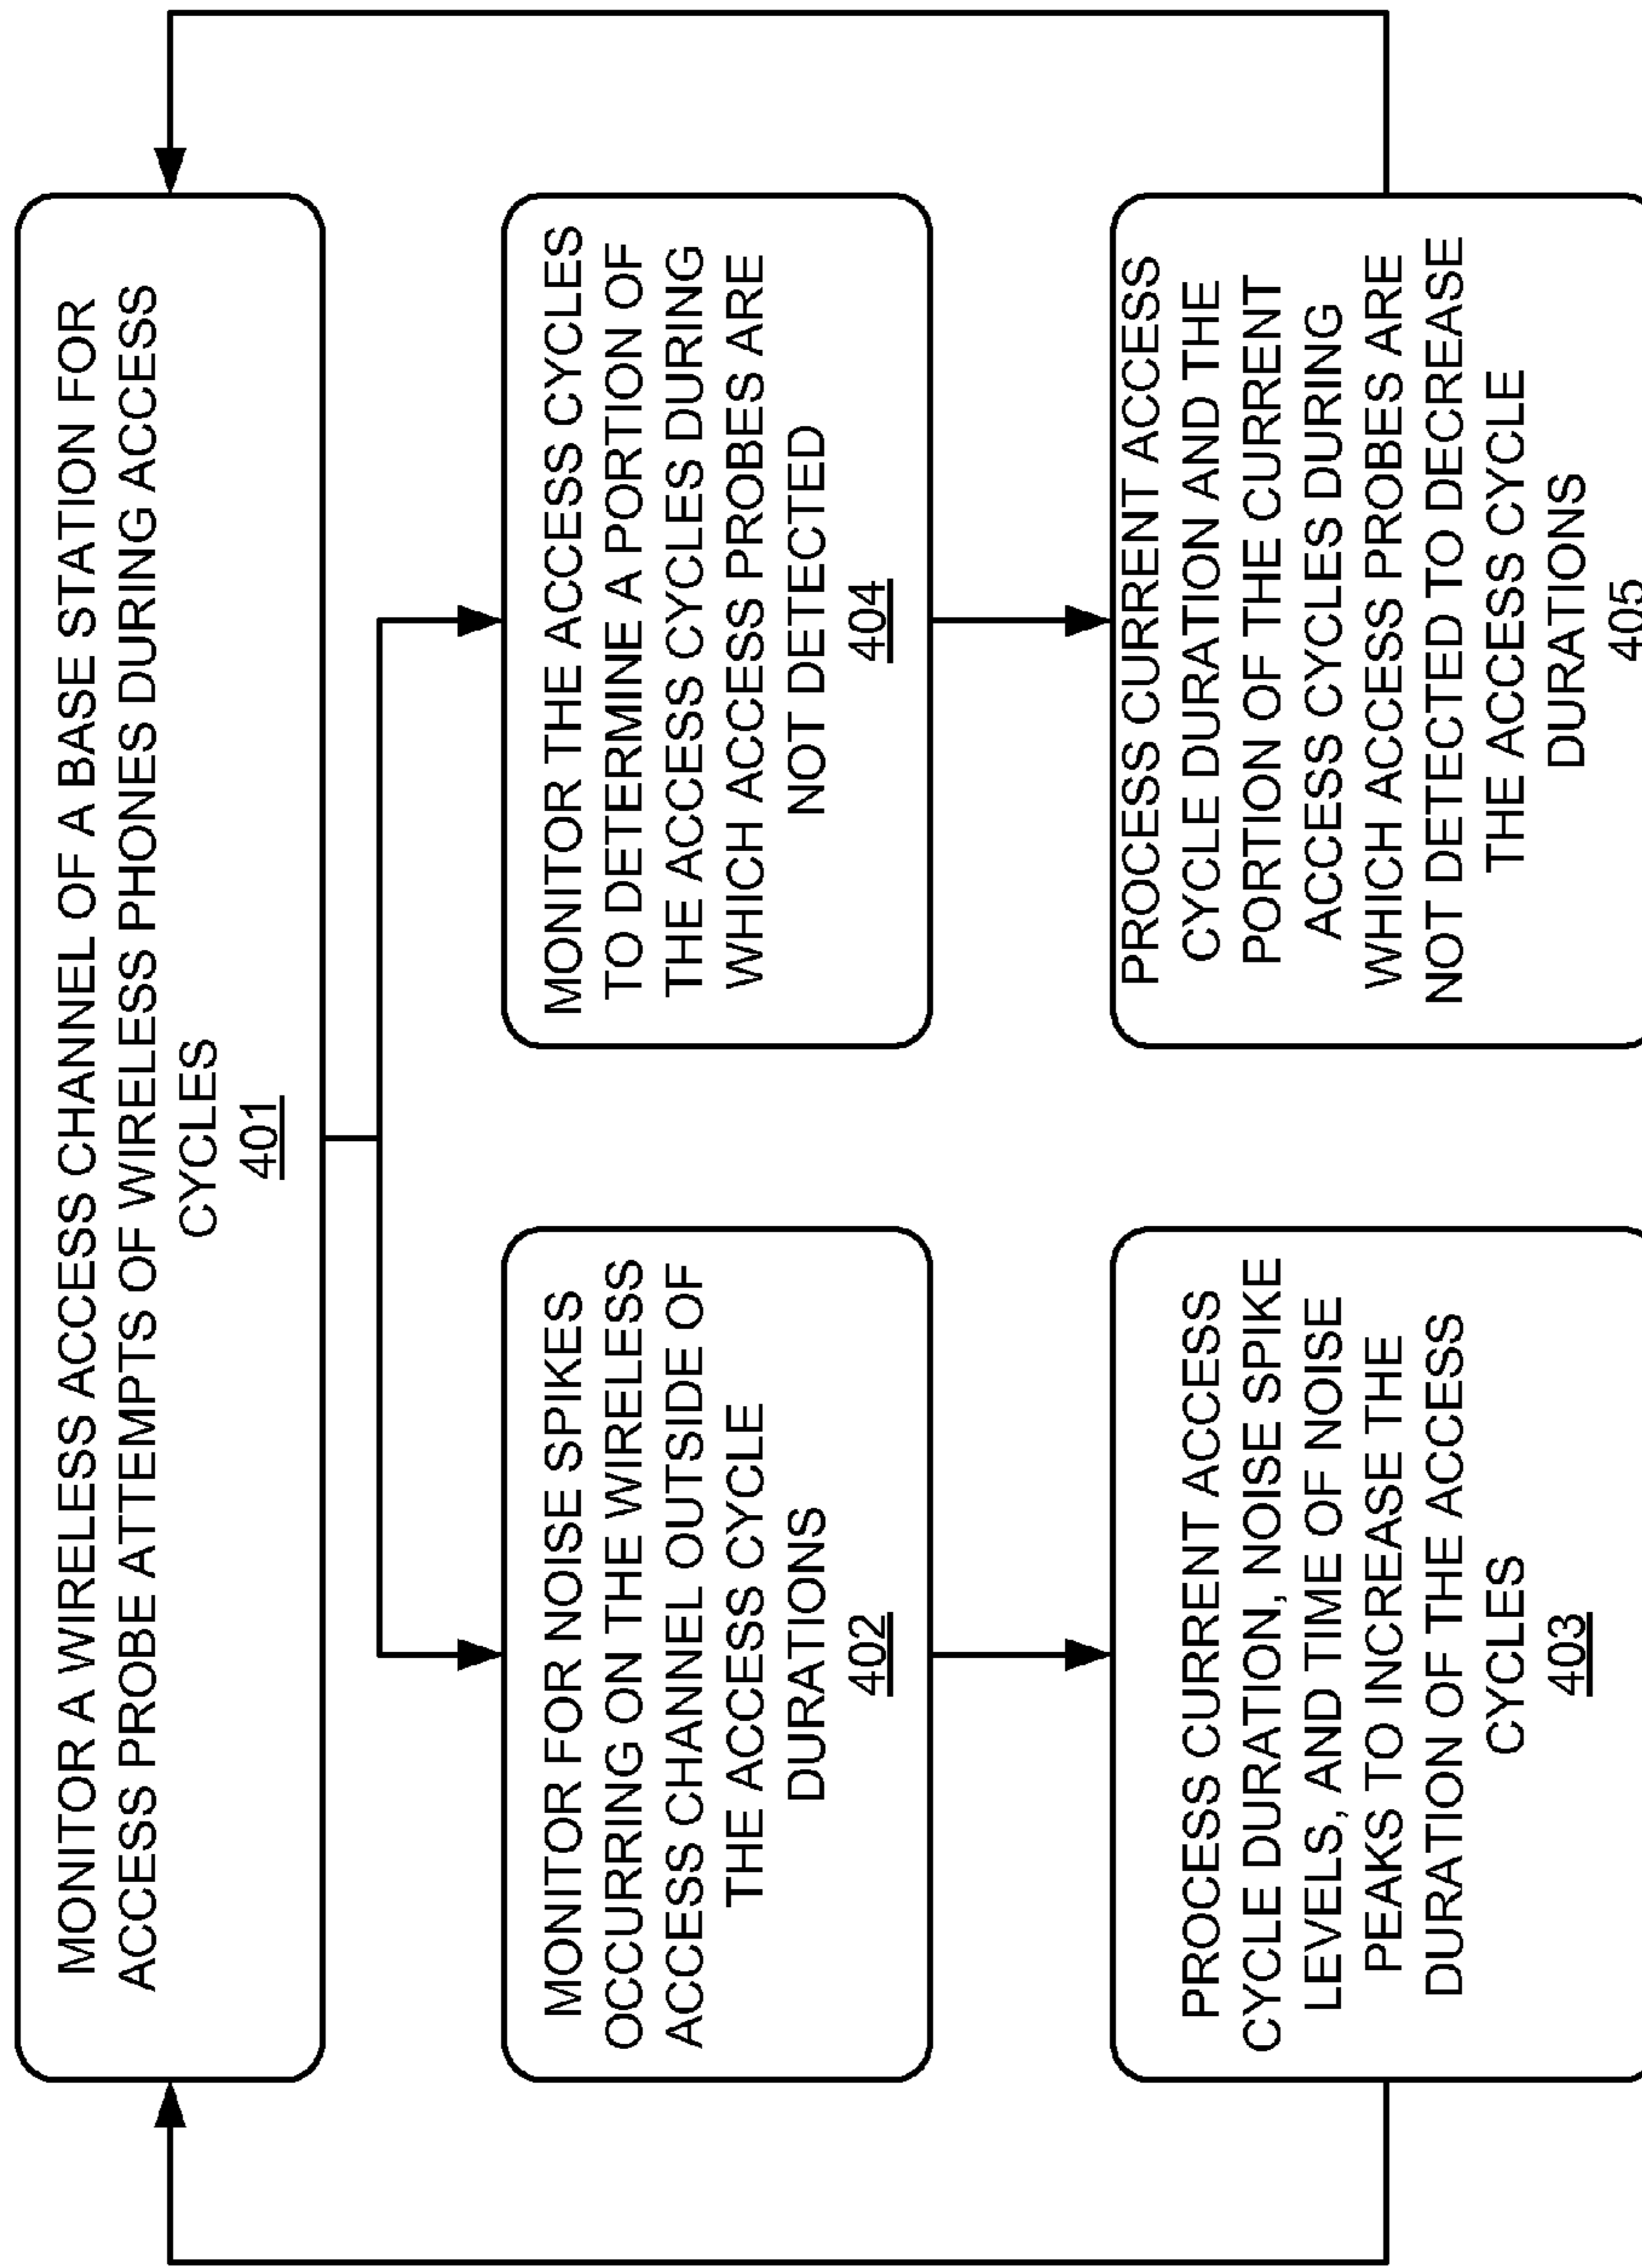 MONITOR A WIRELESS ACCESS CHANNEL OF A BASE STATION FOR
ACCESS PROBE ATTEMPTS OF WIRELESS PHONES DURING ACCESS
CYCLES
401
MONITOR FOR NOISE SPIKES
OCCURRING ON THE WIRELESS
ACCESS CHANNEL OUTSIDE OF
THE ACCESS CYCLE
DURATIONS
402
MONITOR THE ACCESS CYCLES
TO DETERMINE A PORTION OF
THE ACCESS CYCLES DURING
WHICH ACCESS PROBES ARE
NOT DETECTED
404
PROCESS CURRENT ACCESS
CYCLE DURATION, NOISE SPIKE
LEVELS, AND TIME OF NOISE
PEAKS TO INCREASE THE
DURATION OF THE ACCESS
CYCLES
403
PROCESS CURRENT ACCESS
CYCLE DURATION AND THE
PORTION OF THE CURRENT
ACCESS CYCLES DURING
WHICH ACCESS PROBES ARE
NOT DETECTED TO DECREASE
THE ACCESS CYCLE
DURATIONS
405